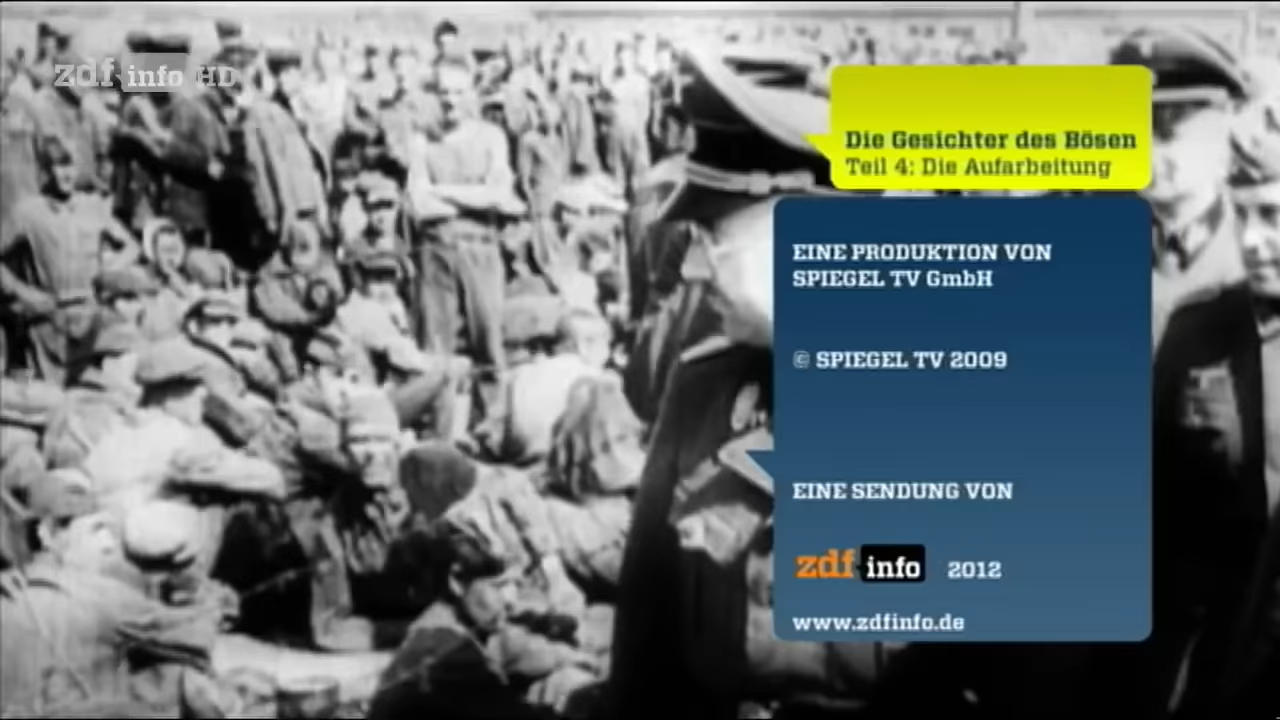 zdf info HD
Die Gesichter des Bösen
Teil 4: Die Aufarbeitung
EINE PRODUKTION VON
SPIEGEL TV GmbH
© SPIEGEL TV 2009
EINE SENDUNG VON
zdf info 2012
www.zdfinfo.de